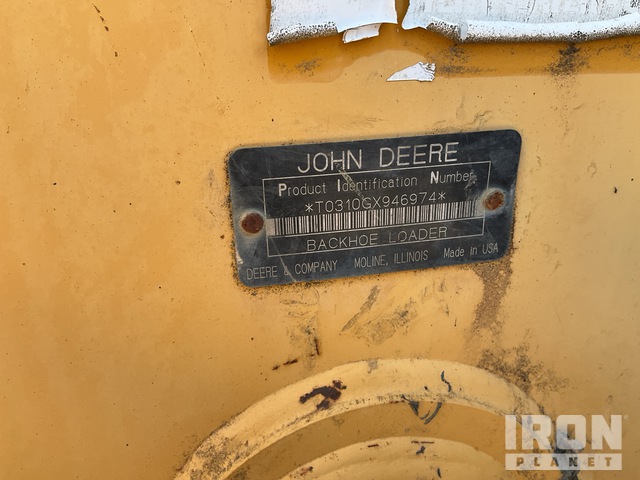 JOHN DEERE
Product Identification Number
*T0310GX946974*
BACKHOE LOADER
DEERE & COMPANY MOLINE, ILLINOIS Made in USA
IRON
PLANET